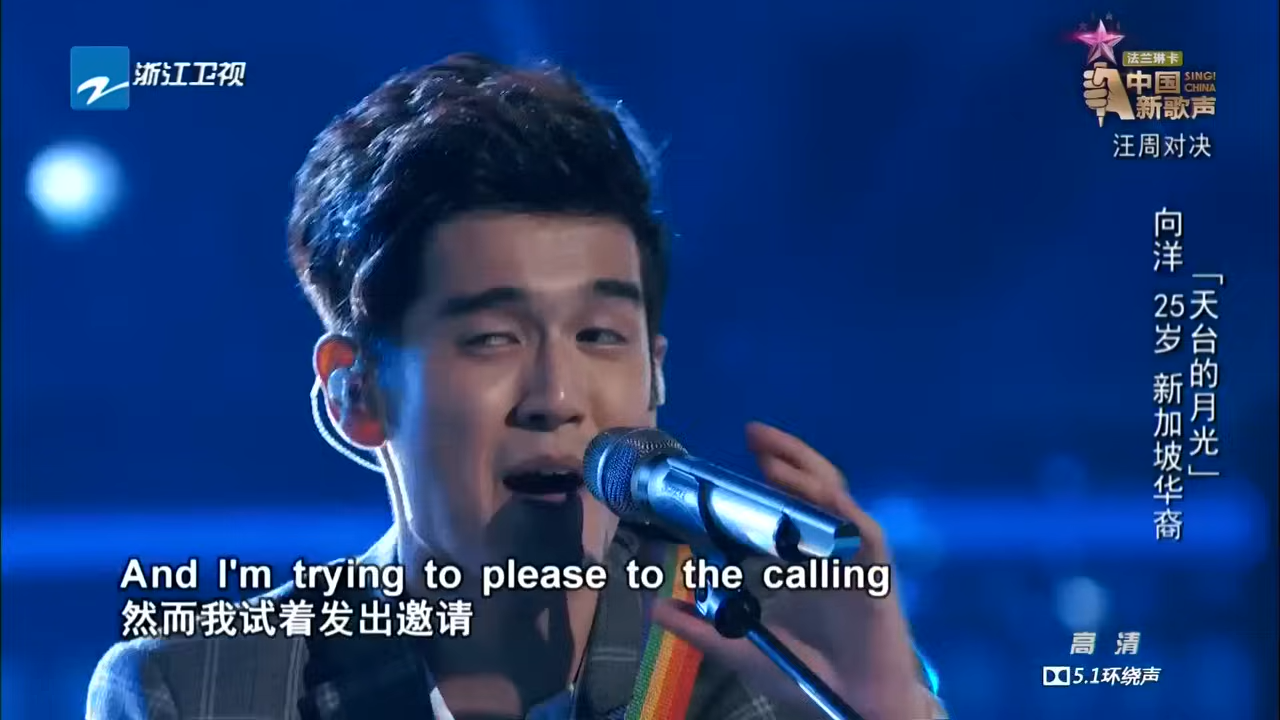 浙江卫视
法兰琳卡
中国
新歌声
SING!
CHINA
汪周对决
「天台的月光」
向洋 25岁 新加坡华裔
And I'm trying to please to the calling
然而我试着发出邀请
高清
5.1环绕声